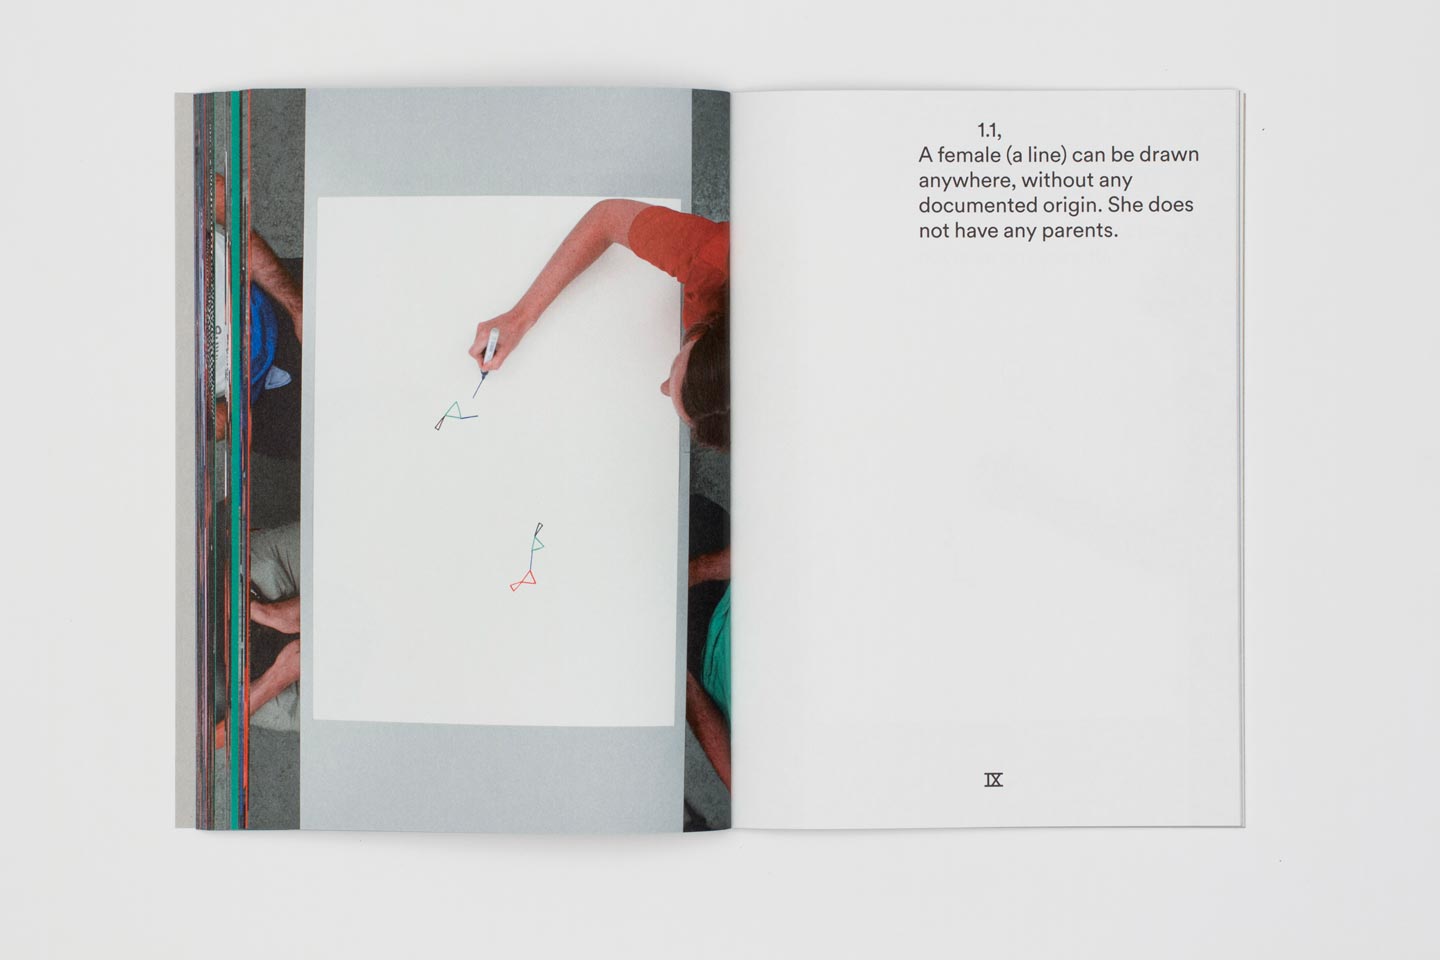 1.1,
A female (a line) can be drawn
anywhere, without any
documented origin. She does
not have any parents.
IX